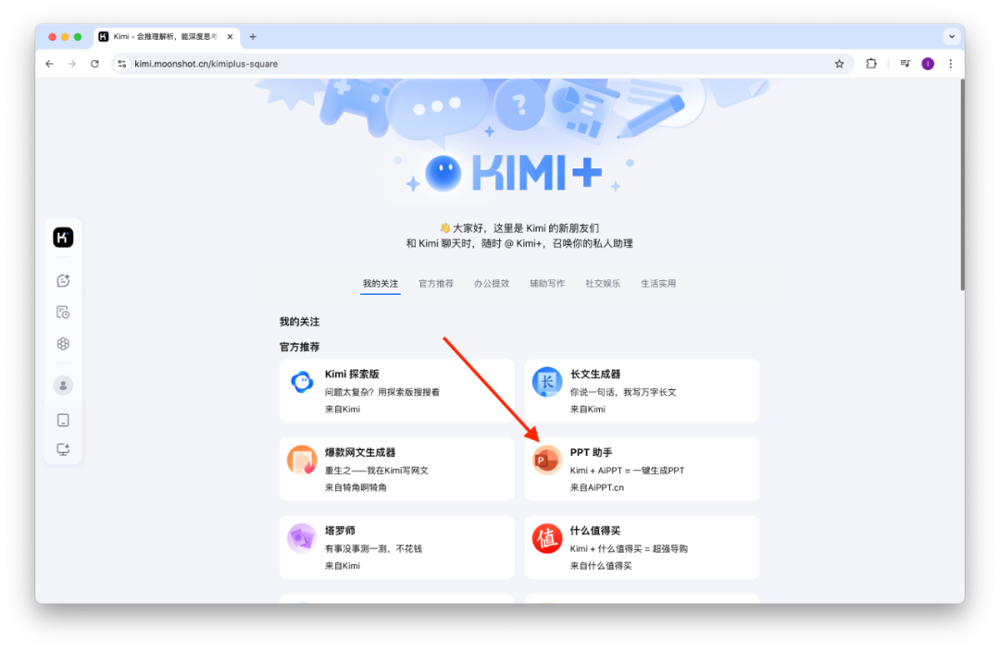 Kimi - 会推理解析，能深度思考
kimi.moonshot.cn/kimiplus-square
KIMI+
👋 大家好，这里是 Kimi 的新朋友们
和 Kimi 聊天时，随时 @ Kimi+，召唤你的私人助理
我的关注 官方推荐 办公提效 辅助写作 社交娱乐 生活实用
我的关注
官方推荐
Kimi 探索版
问题太复杂？用探索版搜搜看
来自Kimi
长
长文生成器
你说一句话，我写万字长文
来自Kimi
爆款网文生成器
重生之——我在Kimi写网文
来自犄角啊犄角
P
PPT 助手
Kimi + AiPPT = 一键生成PPT
来自AiPPT.cn
塔罗师
有事没事测一测，不花钱
来自Kimi
值
什么值得买
Kimi + 什么值得买 = 超强导购
来自什么值得买